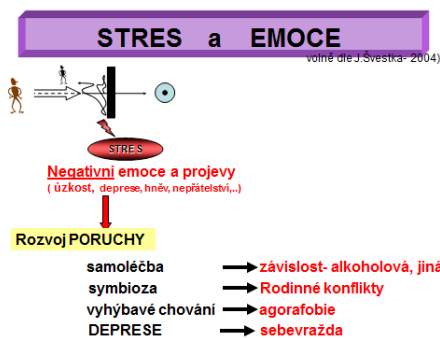 STRES a EMOCE
volně dle J.Švestka- 2004)
STRES
Negativní emoce a projevy
( úzkost, deprese, hněv, nepřátelství,..)
Rozvoj PORUCHY
samoléčba závislost- alkoholová, jiná
symbioza Rodinné konflikty
vyhýbavé chování agorafobie
DEPRESE sebevražda